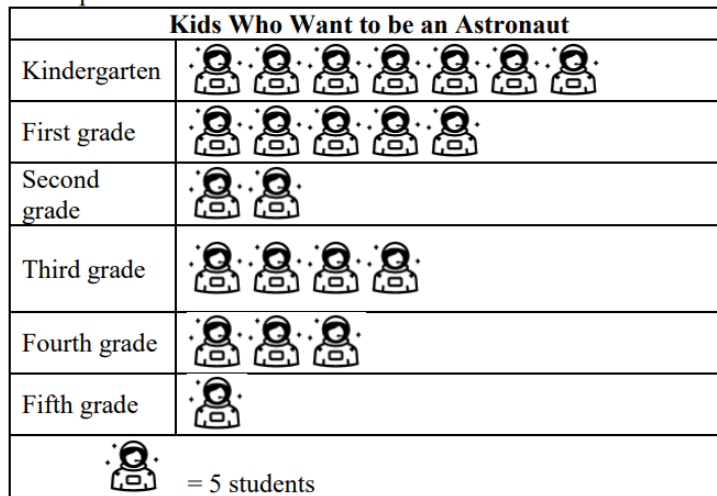 Kids Who Want to be an Astronaut
Kindergarten
First grade
Second
grade
Third grade
Fourth grade
Fifth grade
= 5 students